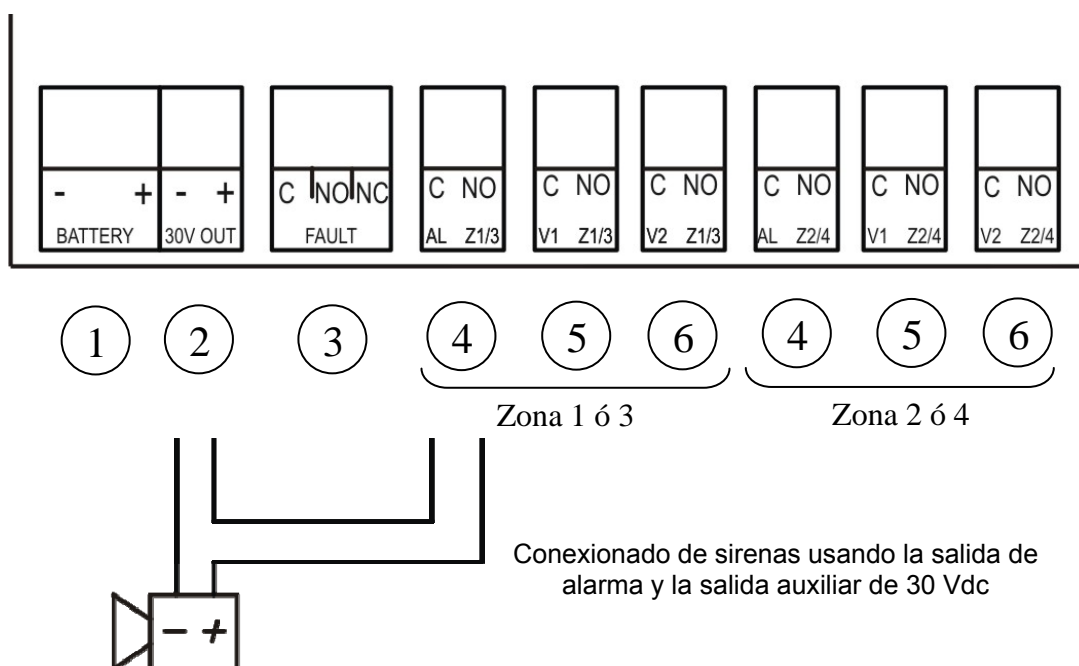 - + - + C NO NC C NO C NO C NO C NO C NO C NO
BATTERY 30V OUT FAULT AL Z1/3 V1 Z1/3 V2 Z1/3 AL Z2/4 V1 Z2/4 V2 Z2/4
1 2 3 4 5 6 4 5 6
Zona 1 ó 3 Zona 2 ó 4
Conexionado de sirenas usando la salida de
alarma y la salida auxiliar de 30 Vdc
- +